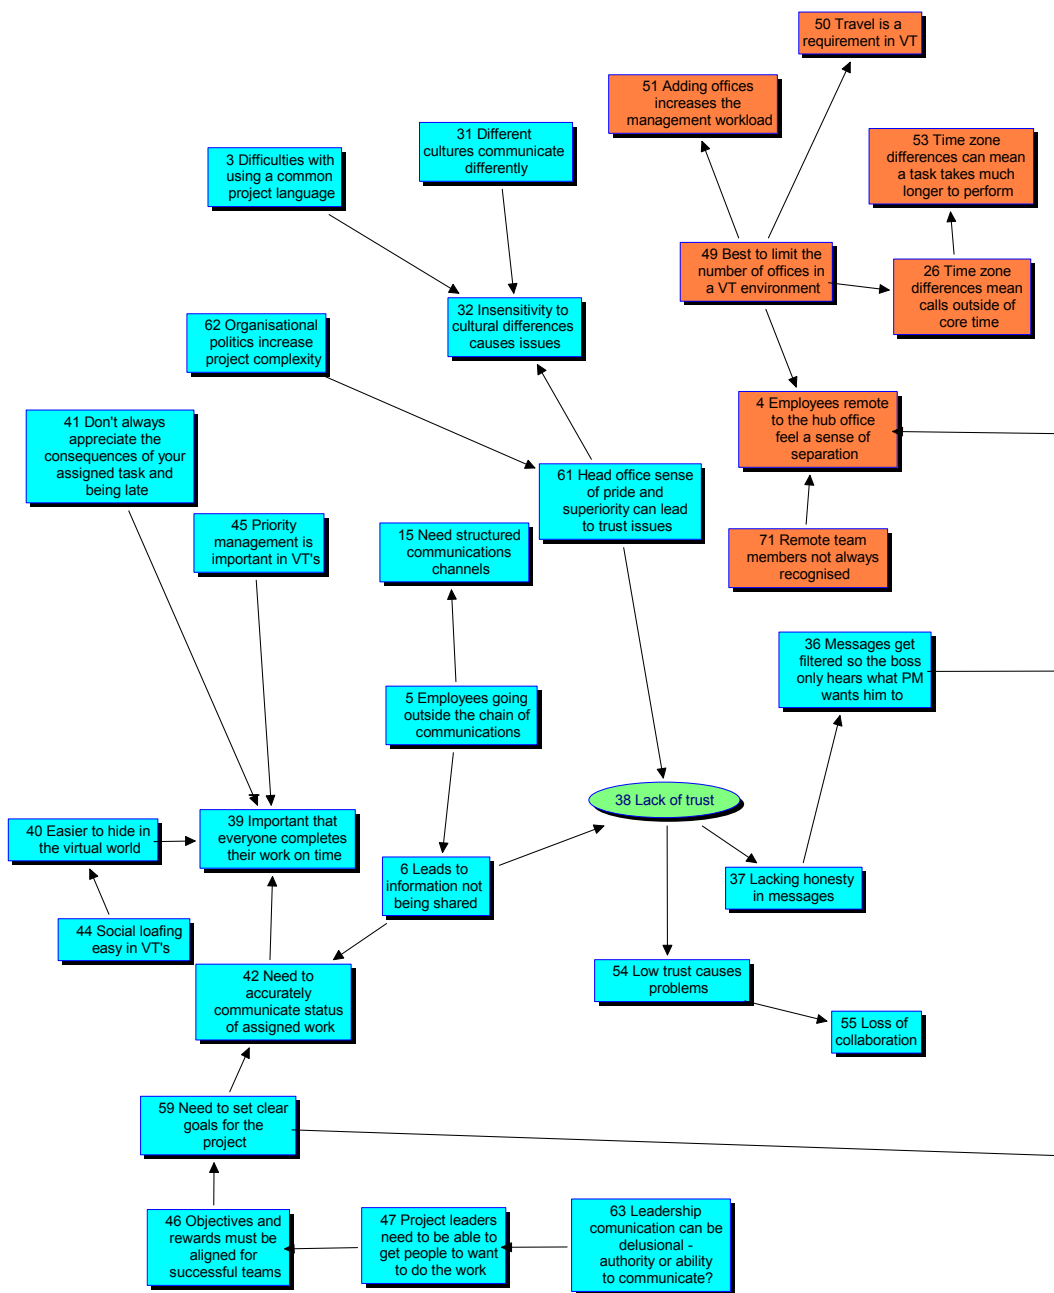 50 Travel is a
requirement in VT
51 Adding offices
increases the
management workload
31 Different
cultures communicate
differently
53 Time zone
differences can mean
a task takes much
longer to perform
3 Difficulties with
using a common
project language
49 Best to limit the
number of offices in
a VT environment
26 Time zone
differences mean
calls outside of
core time
32 Insensitivity to
cultural differences
causes issues
62 Organisational
politics increase
project complexity
4 Employees remote
to the hub office
feel a sense of
separation
41 Don't always
appreciate the
consequences of your
assigned task and
being late
61 Head office sense
of pride and
superiority can lead
to trust issues
45 Priority
management is
important in VT's
15 Need structured
communications
channels
71 Remote team
members not always
recognised
36 Messages get
filtered so the boss
only hears what PM
wants him to
5 Employees going
outside the chain of
communications
38 Lack of trust
40 Easier to hide in
the virtual world
39 Important that
everyone completes
their work on time
6 Leads to
information not
being shared
37 Lacking honesty
in messages
44 Social loafing
easy in VT's
42 Need to
accurately
communicate status
of assigned work
54 Low trust causes
problems
55 Loss of
collaboration
59 Need to set clear
goals for the
project
46 Objectives and
rewards must be
aligned for
successful teams
47 Project leaders
need to be able to
get people to want
to do the work
63 Leadership
comunication can be
delusional -
authority or ability
to communicate?